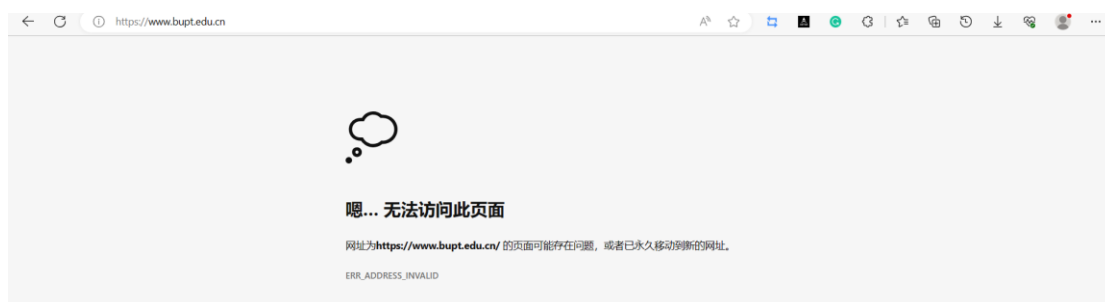 https://www.bupt.edu.cn
嗯... 无法访问此页面
网址为https://www.bupt.edu.cn/ 的页面可能存在问题，或者已永久移动到新的网址。
ERR_ADDRESS_INVALID